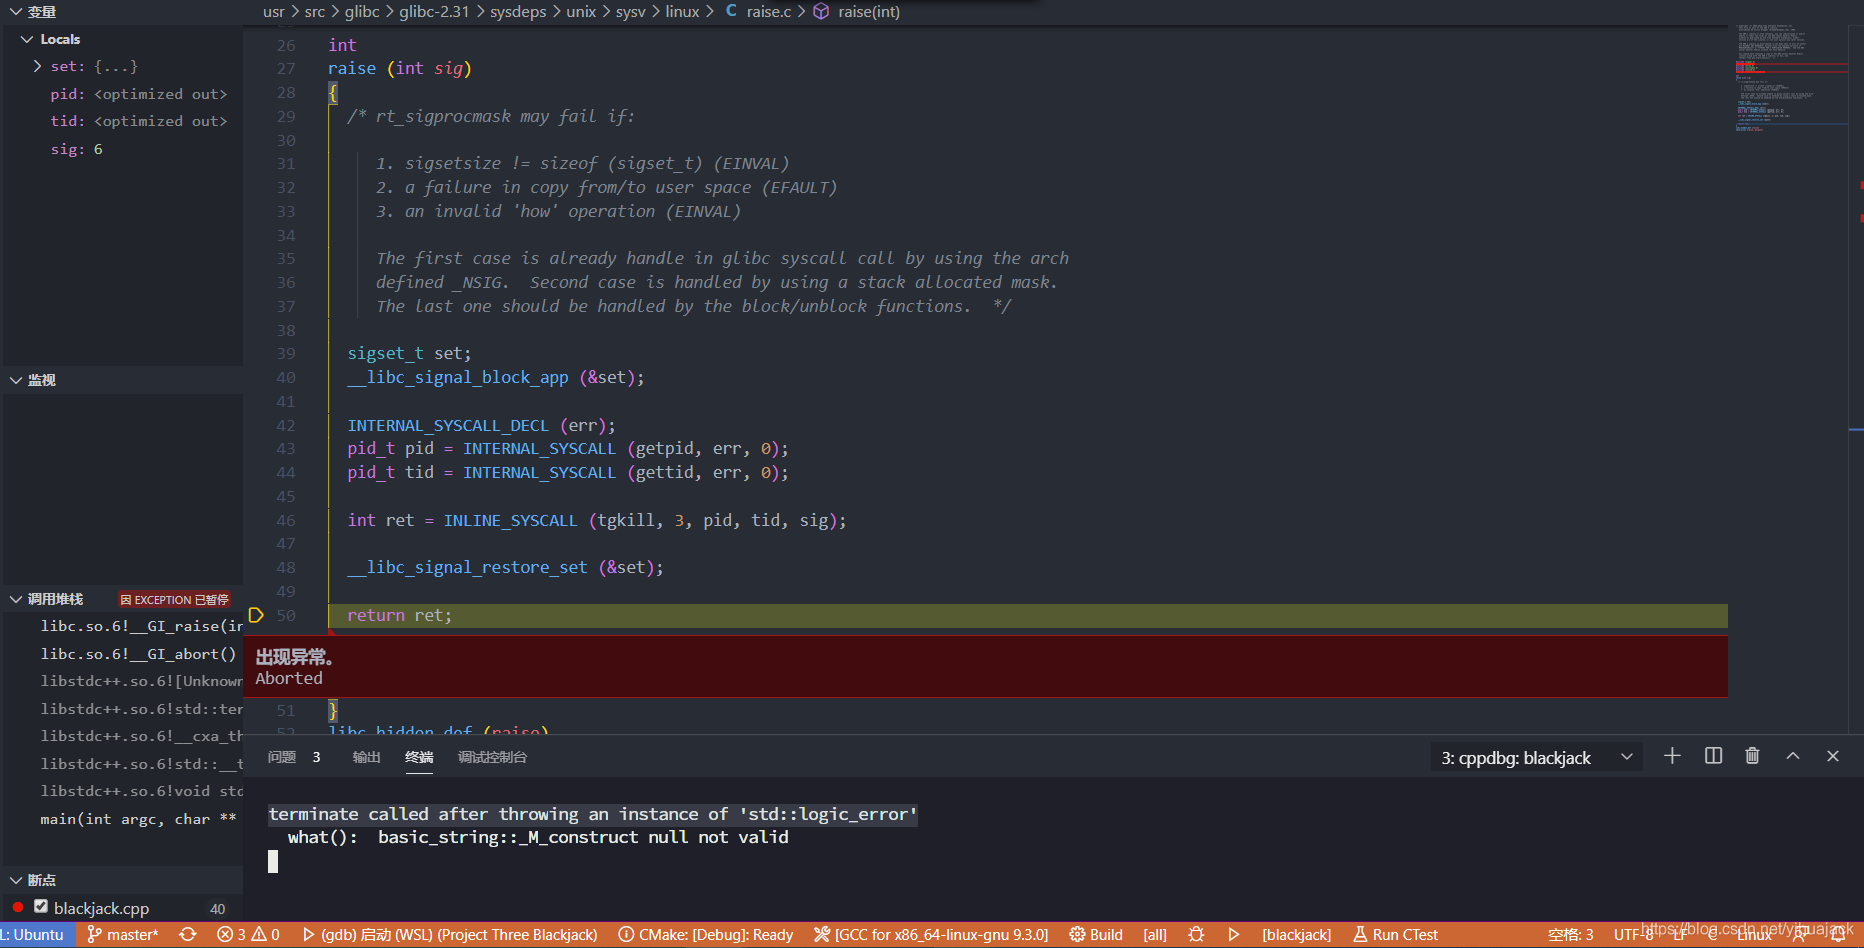 变量
usr > src > glibc > glibc-2.31 > sysdeps > unix > sysv > linux > C raise.c > raise(int)
Locals
set: {...}
pid: <optimized out>
tid: <optimized out>
sig: 6
监视
调用堆栈 因 EXCEPTION 已暂停
libc.so.6!__GI_raise(in
libc.so.6!__GI_abort()
libstdc++.so.6![Unknown
libstdc++.so.6!std::ter
libstdc++.so.6!__cxa_th
libstdc++.so.6!std::__t
libstdc++.so.6!void std
main(int argc, char **
断点
blackjack.cpp 40
26 int
27 raise (int sig)
28 {
29 /* rt_sigprocmask may fail if:
30
31 1. sigsetsize != sizeof (sigset_t) (EINVAL)
32 2. a failure in copy from/to user space (EFAULT)
33 3. an invalid 'how' operation (EINVAL)
34
35 The first case is already handle in glibc syscall call by using the arch
36 defined _NSIG.  Second case is handled by using a stack allocated mask.
37 The last one should be handled by the block/unblock functions.  */
38
39 sigset_t set;
40 __libc_signal_block_app (&set);
41
42 INTERNAL_SYSCALL_DECL (err);
43 pid_t pid = INTERNAL_SYSCALL (getpid, err, 0);
44 pid_t tid = INTERNAL_SYSCALL (gettid, err, 0);
45
46 int ret = INLINE_SYSCALL (tgkill, 3, pid, tid, sig);
47
48 __libc_signal_restore_set (&set);
49
50 return ret;
出现异常。
Aborted
51 }
52 libc_hidden_def (raise)
问题 3 输出 终端 调试控制台 3: cppdbg: blackjack
terminate called after throwing an instance of 'std::logic_error'
what():  basic_string::_M_construct null not valid
L: Ubuntu master* 3 0 (gdb) 启动 (WSL) (Project Three Blackjack) CMake: [Debug]: Ready [GCC for x86_64-linux-gnu 9.3.0] Build [all] [blackjack] Run CTest 空格: 3 UTF-8 LF C Linux
https://blog.csdn.net/yihuajack